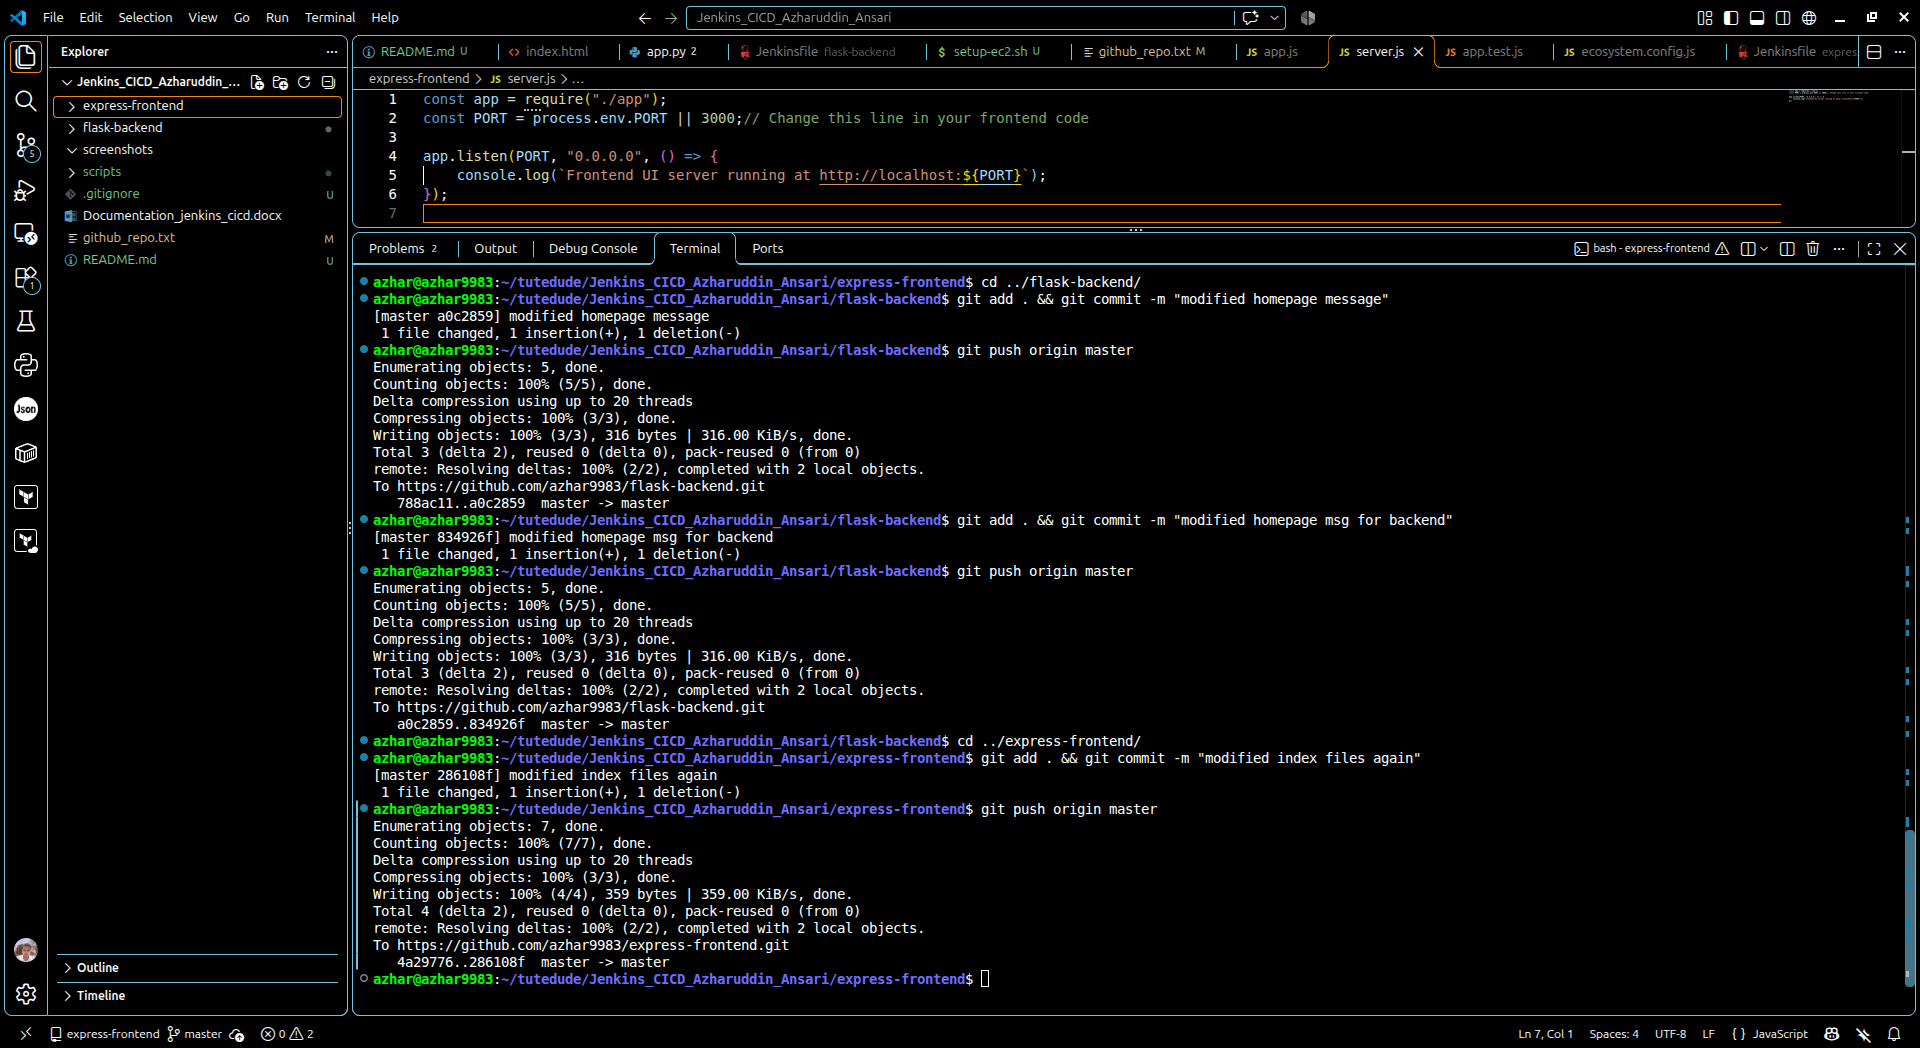 File Edit Selection View Go Run Terminal Help
Jenkins_CICD_Azharuddin_Ansari
Explorer
Jenkins_CICD_Azharuddin_...
express-frontend
flask-backend
screenshots
scripts
.gitignore U
Documentation_jenkins_cicd.docx
github_repo.txt M
README.md U
Outline
Timeline
5
1
Json
README.md U index.html app.py 2 Jenkinsfile flask-backend setup-ec2.sh U github_repo.txt M app.js server.js app.test.js ecosystem.config.js Jenkinsfile expres
express-frontend > JS server.js > ...
1 const app = require("./app");
2 const PORT = process.env.PORT || 3000;// Change this line in your frontend code
3
4 app.listen(PORT, "0.0.0.0", () => {
5 console.log(`Frontend UI server running at http://localhost:${PORT}`);
6 });
7
Problems 2 Output Debug Console Terminal Ports
bash - express-frontend
azhar@azhar9983:~/tutedude/Jenkins_CICD_Azharuddin_Ansari/express-frontend$ cd ../flask-backend/
azhar@azhar9983:~/tutedude/Jenkins_CICD_Azharuddin_Ansari/flask-backend$ git add . && git commit -m "modified homepage message"
[master a0c2859] modified homepage message
1 file changed, 1 insertion(+), 1 deletion(-)
azhar@azhar9983:~/tutedude/Jenkins_CICD_Azharuddin_Ansari/flask-backend$ git push origin master
Enumerating objects: 5, done.
Counting objects: 100% (5/5), done.
Delta compression using up to 20 threads
Compressing objects: 100% (3/3), done.
Writing objects: 100% (3/3), 316 bytes | 316.00 KiB/s, done.
Total 3 (delta 2), reused 0 (delta 0), pack-reused 0 (from 0)
remote: Resolving deltas: 100% (2/2), completed with 2 local objects.
To https://github.com/azhar9983/flask-backend.git
788ac11..a0c2859 master -> master
azhar@azhar9983:~/tutedude/Jenkins_CICD_Azharuddin_Ansari/flask-backend$ git add . && git commit -m "modified homepage msg for backend"
[master 834926f] modified homepage msg for backend
1 file changed, 1 insertion(+), 1 deletion(-)
azhar@azhar9983:~/tutedude/Jenkins_CICD_Azharuddin_Ansari/flask-backend$ git push origin master
Enumerating objects: 5, done.
Counting objects: 100% (5/5), done.
Delta compression using up to 20 threads
Compressing objects: 100% (3/3), done.
Writing objects: 100% (3/3), 316 bytes | 316.00 KiB/s, done.
Total 3 (delta 2), reused 0 (delta 0), pack-reused 0 (from 0)
remote: Resolving deltas: 100% (2/2), completed with 2 local objects.
To https://github.com/azhar9983/flask-backend.git
a0c2859..834926f master -> master
azhar@azhar9983:~/tutedude/Jenkins_CICD_Azharuddin_Ansari/flask-backend$ cd ../express-frontend/
azhar@azhar9983:~/tutedude/Jenkins_CICD_Azharuddin_Ansari/express-frontend$ git add . && git commit -m "modified index files again"
[master 286108f] modified index files again
1 file changed, 1 insertion(+), 1 deletion(-)
azhar@azhar9983:~/tutedude/Jenkins_CICD_Azharuddin_Ansari/express-frontend$ git push origin master
Enumerating objects: 7, done.
Counting objects: 100% (7/7), done.
Delta compression using up to 20 threads
Compressing objects: 100% (3/3), done.
Writing objects: 100% (4/4), 359 bytes | 359.00 KiB/s, done.
Total 4 (delta 2), reused 0 (delta 0), pack-reused 0 (from 0)
remote: Resolving deltas: 100% (2/2), completed with 2 local objects.
To https://github.com/azhar9983/express-frontend.git
4a29776..286108f master -> master
azhar@azhar9983:~/tutedude/Jenkins_CICD_Azharuddin_Ansari/express-frontend$
express-frontend master 0 2 Ln 7, Col 1 Spaces: 4 UTF-8 LF { } JavaScript